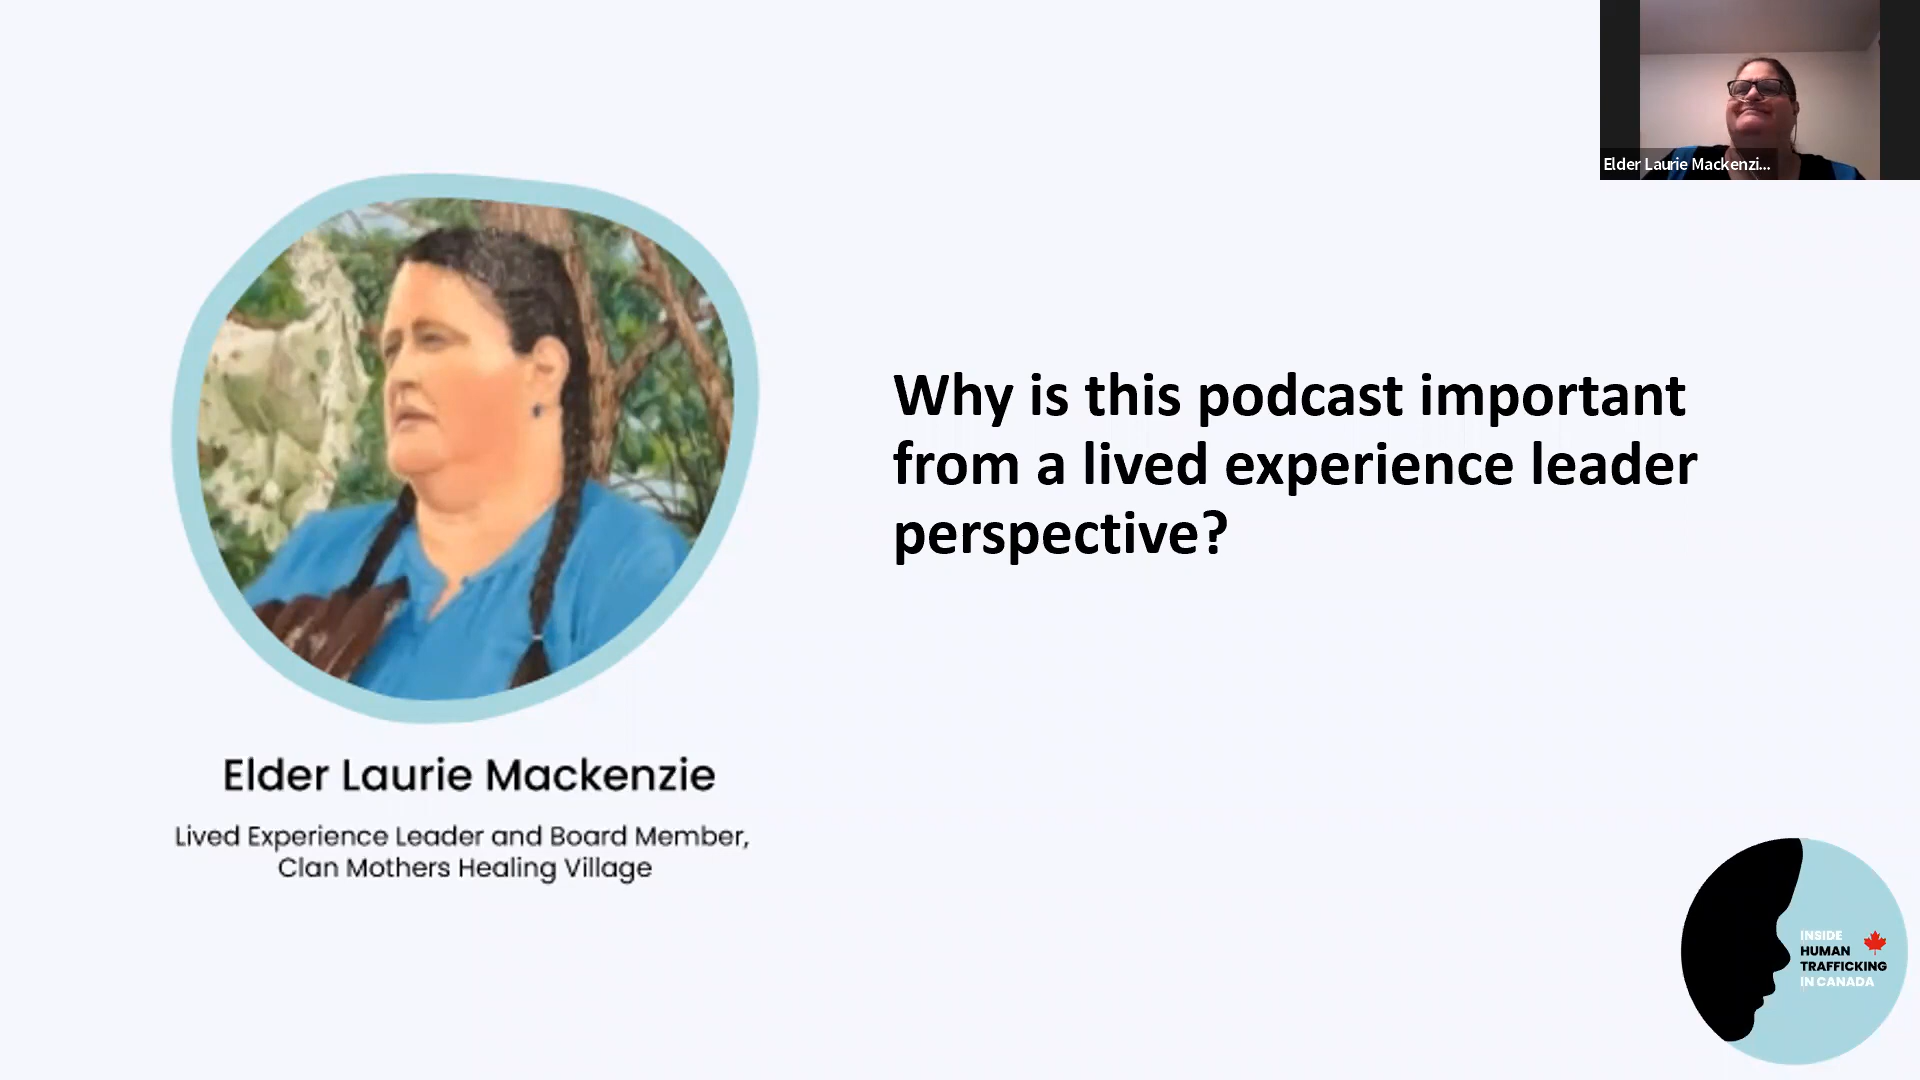 Elder Laurie Mackenzi...
Why is this podcast important
from a lived experience leader
perspective?
Elder Laurie Mackenzie
Lived Experience Leader and Board Member,
Clan Mothers Healing Village
INSIDE
HUMAN
TRAFFICKING
IN CANADA